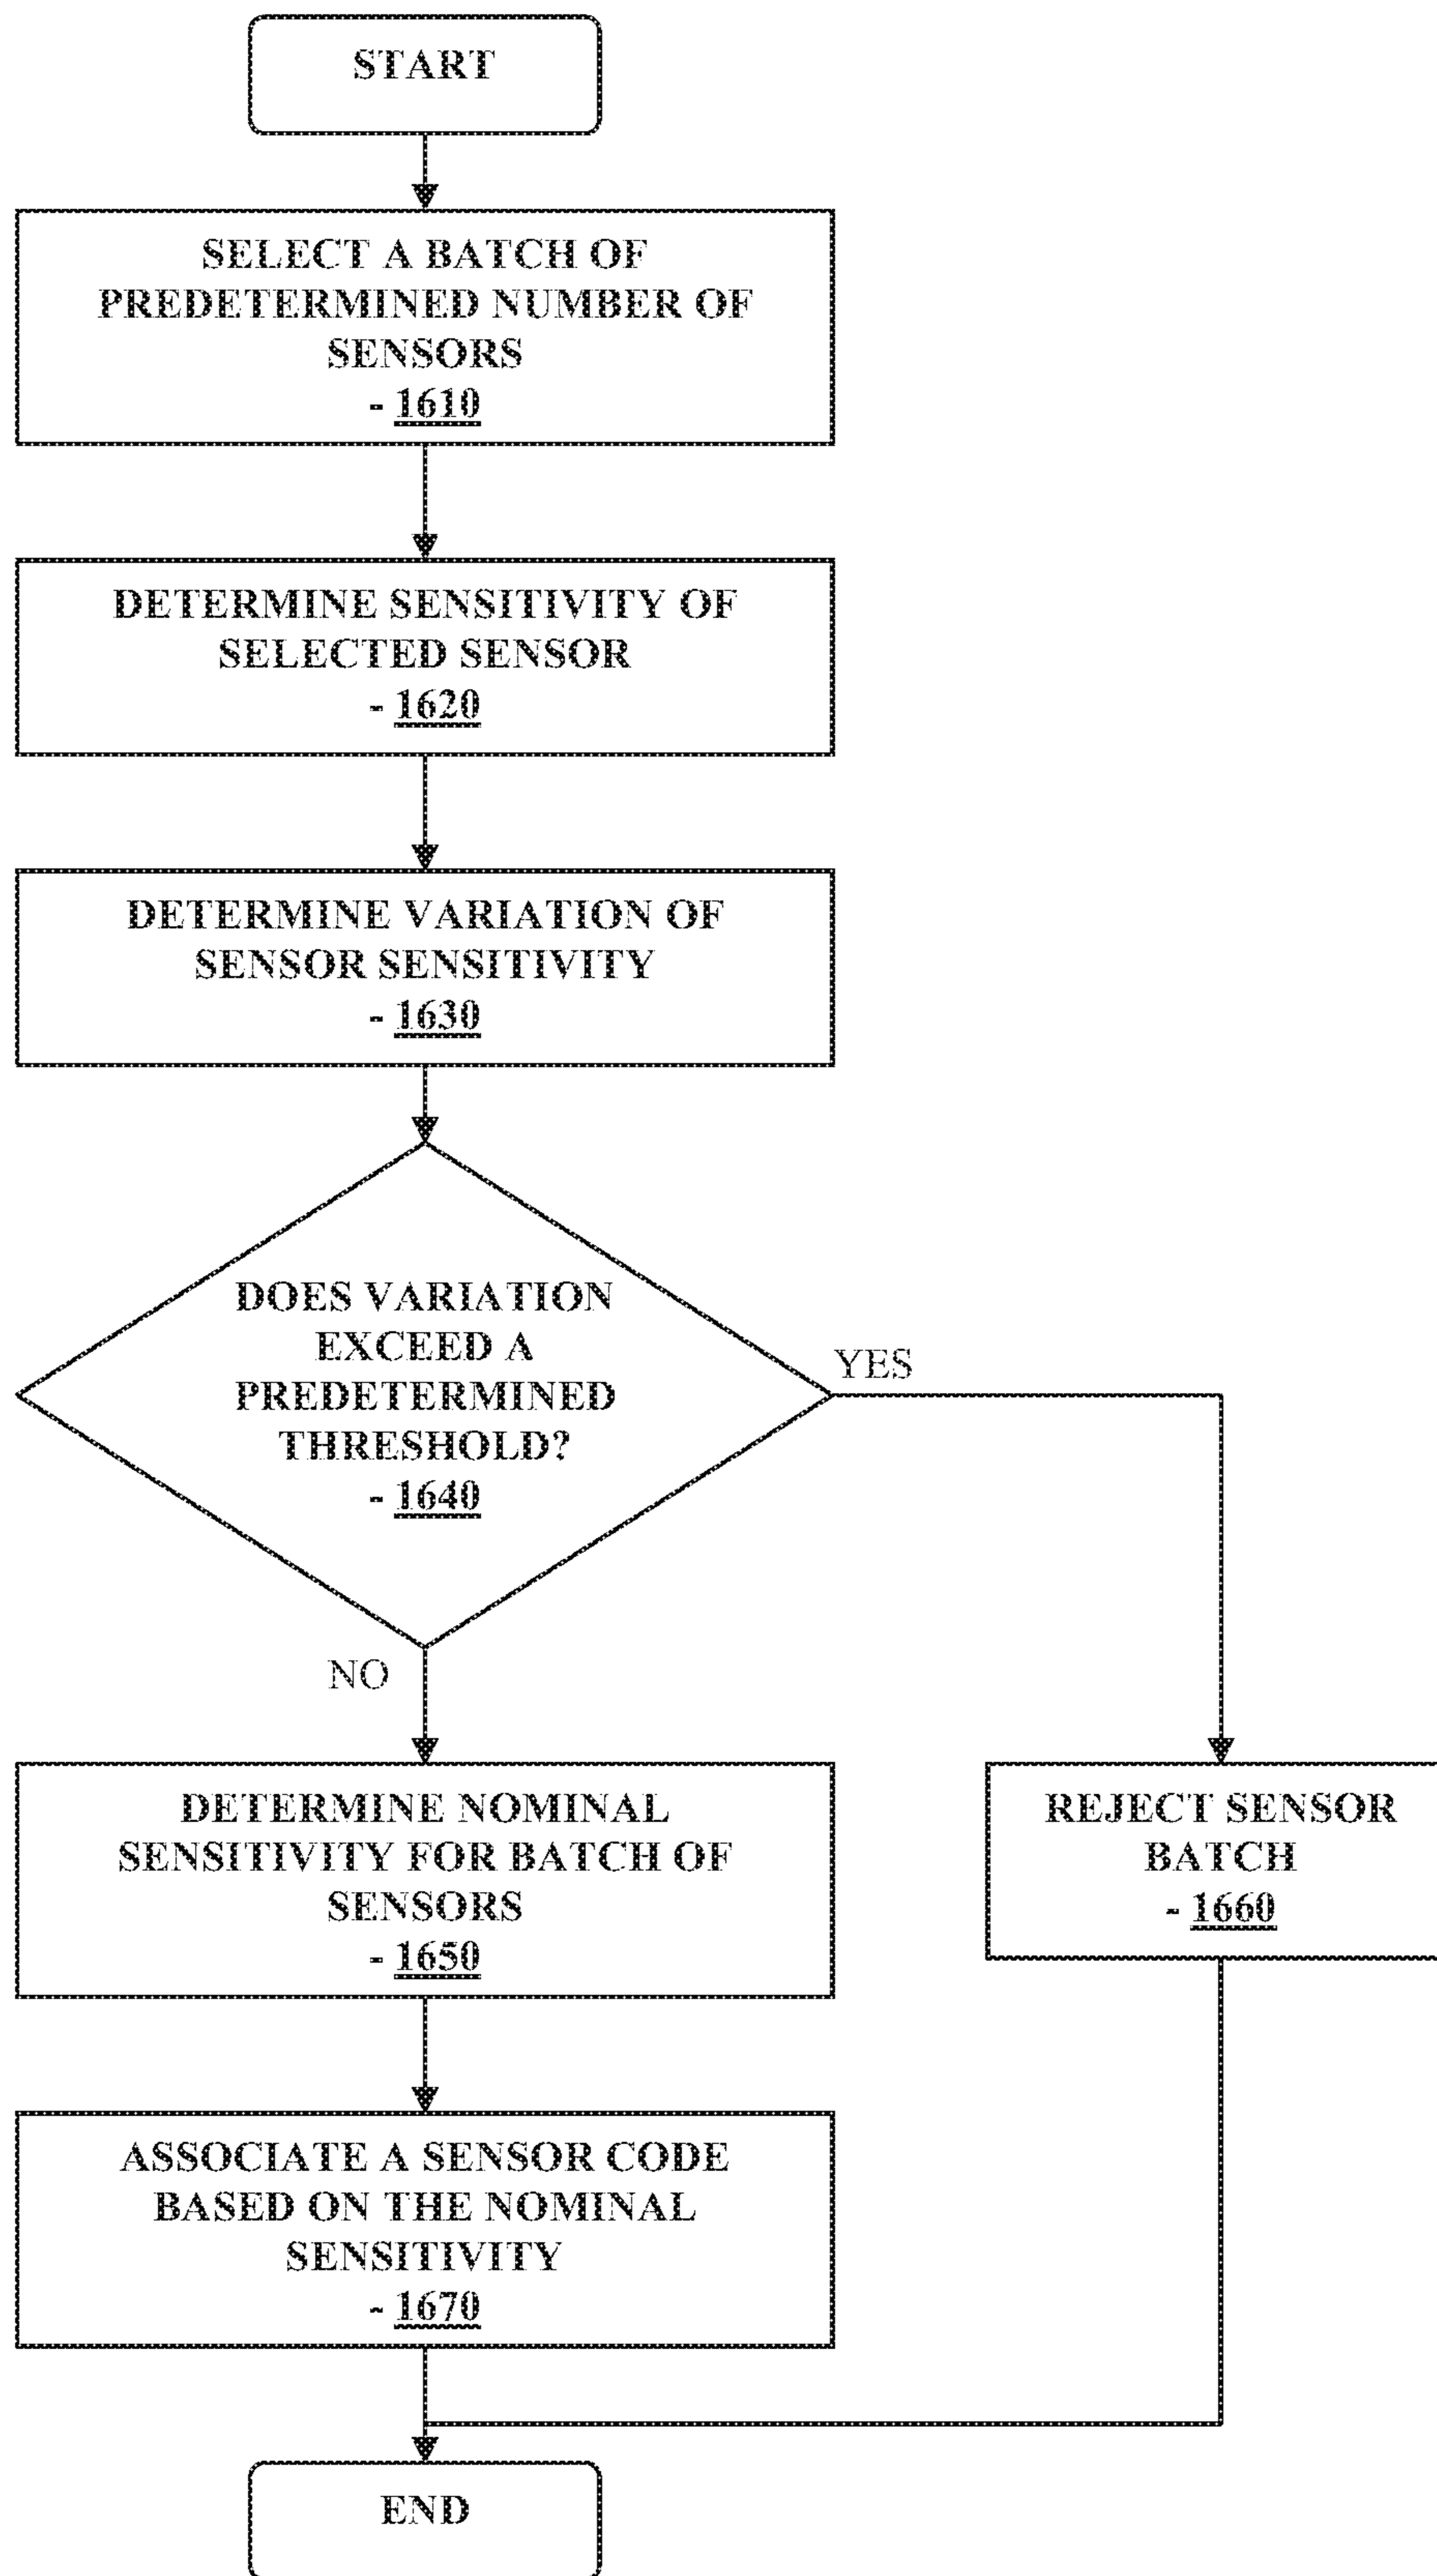 START
SELECT A BATCH OF
PREDETERMINED NUMBER OF
SENSORS
- 1610
DETERMINE SENSITIVITY OF
SELECTED SENSOR
- 1620
DETERMINE VARIATION OF
SENSOR SENSITIVITY
- 1630
DOES VARIATION
EXCEED A
PREDETERMINED
THRESHOLD?
- 1640
YES
NO
DETERMINE NOMINAL
SENSITIVITY FOR BATCH OF
SENSORS
- 1650
REJECT SENSOR
BATCH
- 1660
ASSOCIATE A SENSOR CODE
BASED ON THE NOMINAL
SENSITIVITY
- 1670
END